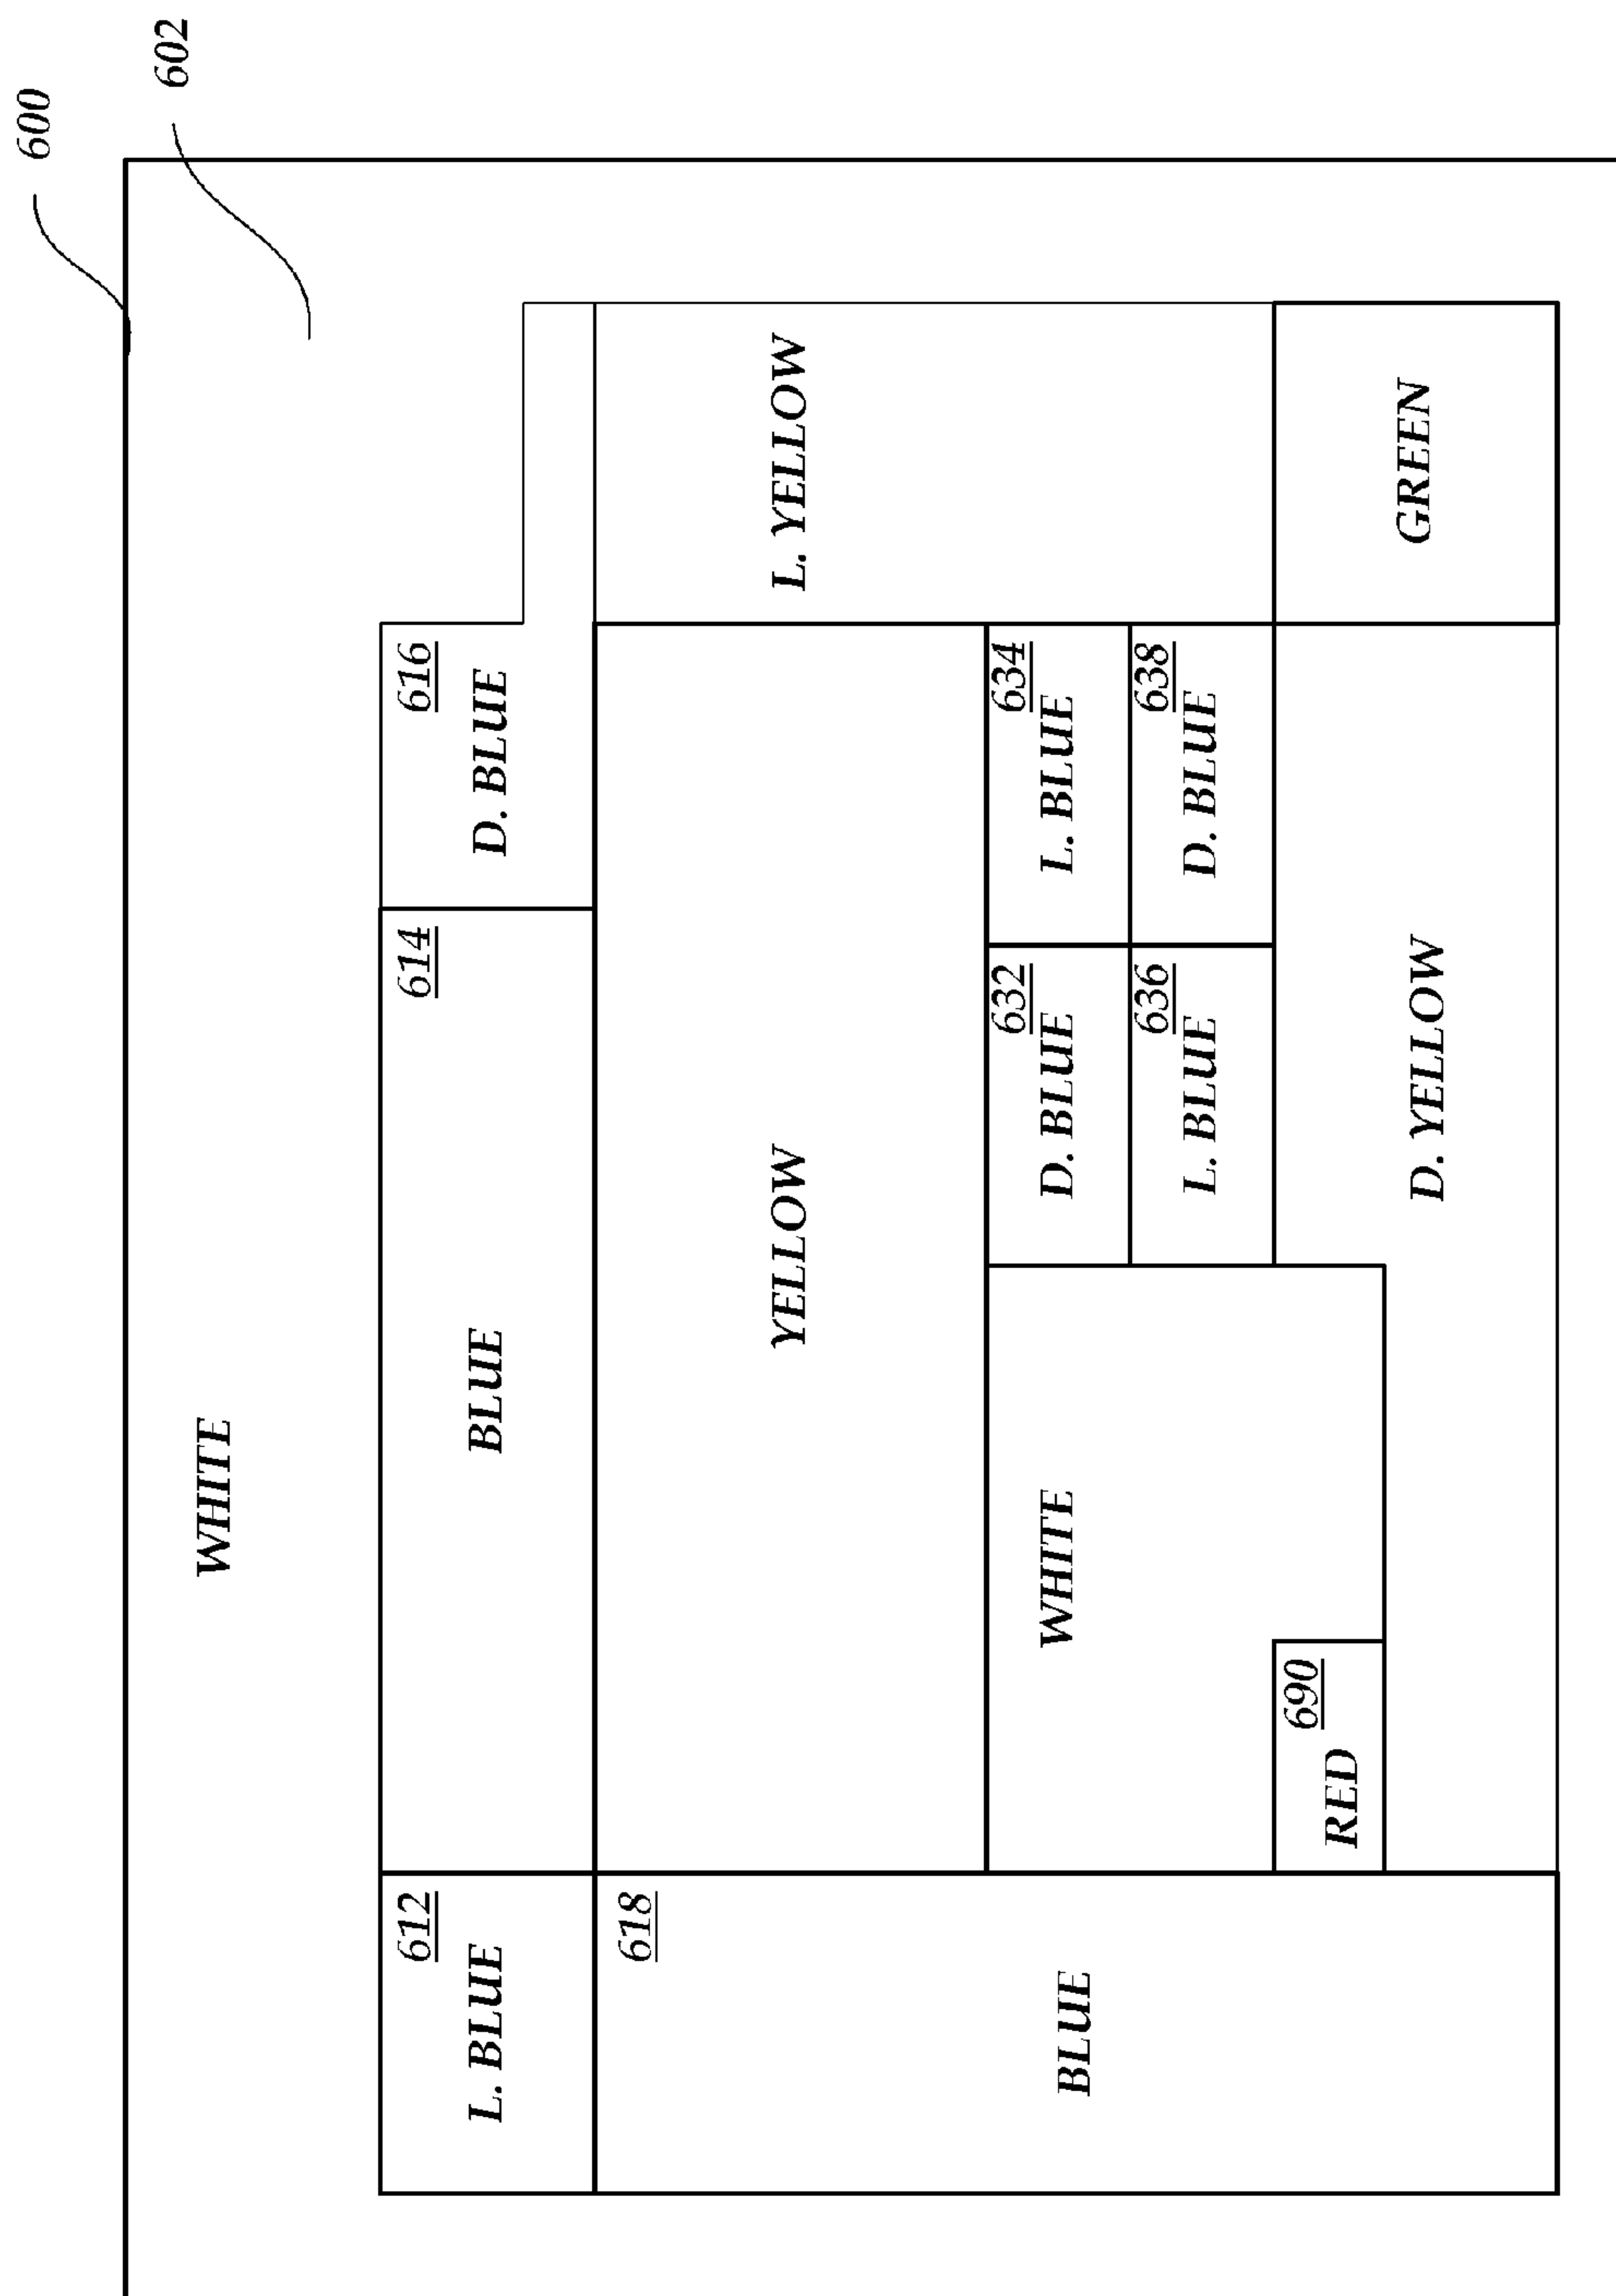 600
602
WHITE
612
L. BLUE
614
BLUE
616
D. BLUE
618
BLUE
YELLOW
L. YELLOW
WHITE
632
D. BLUE
634
L. BLUE
636
L. BLUE
638
D. BLUE
690
RED
D. YELLOW
GREEN